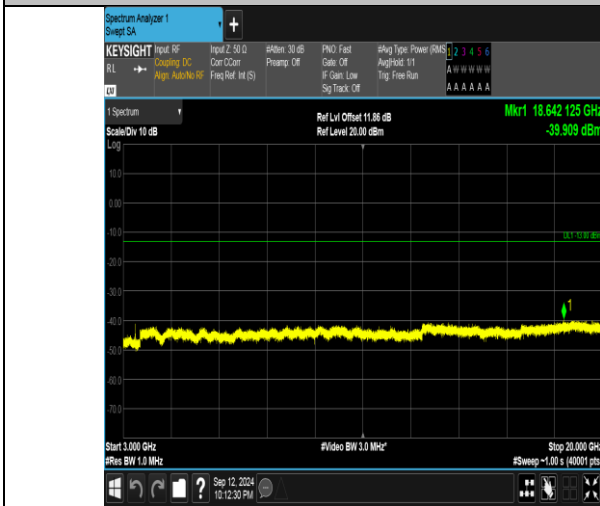 Spectrum Analyzer 1
Swept SA
+
KEYSIGHT Input: RF Input Z: 50 Ω #Atten: 30 dB PNO: Fast #Avg Type: Power (RMS 1 2 3 4 5 6
RL Coupling: DC Corr CCorr Preamp: Off Gate: Off Avg|Hold: 1/1 A W W W W W
Align: Auto/No RF Freq Ref: Int (S) IF Gain: Low Trig: Free Run
Sig Track: Off A A A A A A
1 Spectrum
Ref Lvl Offset 11.86 dB Mkr1 18.642 125 GHz
Scale/Div 10 dB Ref Level 20.00 dBm -39.909 dBm
Log
10.0
0.00
-10.0
DL1 -13.00 dBm
-20.0
-30.0
1
-40.0
-50.0
-60.0
-70.0
Start 3.000 GHz #Video BW 3.0 MHz* Stop 20.000 GHz
#Res BW 1.0 MHz #Sweep ~1.00 s (40001 pts
? Sep 12, 2024
10:12:30 PM